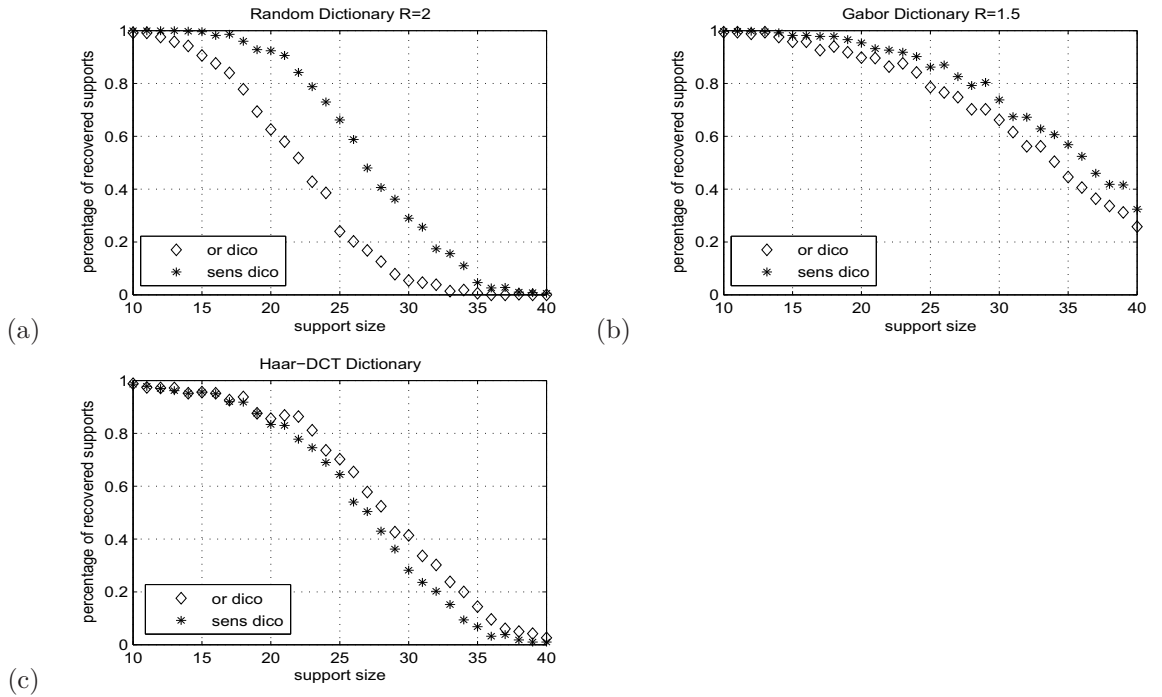 Random Dictionary R=2
percentage of recovered supports
1
0.8
0.6
0.4
0.2
0
or dico
sens dico
10 15 20 25 30 35 40
support size
(a)
Gabor Dictionary R=1.5
percentage of recovered supports
1
0.8
0.6
0.4
0.2
0
or dico
sens dico
10 15 20 25 30 35 40
support size
(b)
Haar−DCT Dictionary
percentage of recovered supports
1
0.8
0.6
0.4
0.2
0
or dico
sens dico
10 15 20 25 30 35 40
support size
(c)